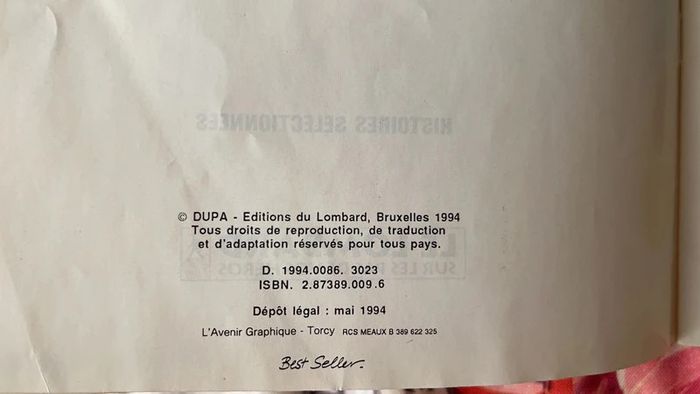 HISTOIRES SELECTIONNEES
© DUPA - Editions du Lombard, Bruxelles 1994
Tous droits de reproduction, de traduction
et d'adaptation réservés pour tous pays.
D. 1994.0086. 3023
ISBN. 2.87389.009.6
Dépôt légal : mai 1994
L'Avenir Graphique - Torcy RCS MEAUX B 389 622 325
Best Seller.